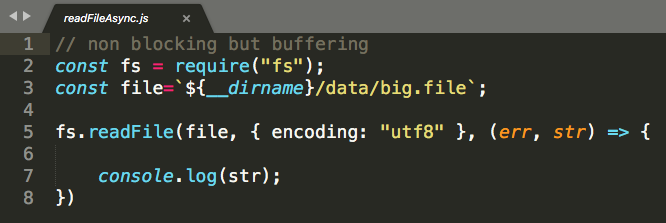 readFileAsync.js ×
1 // non blocking but buffering
2 const fs = require("fs");
3 const file=`${__dirname}/data/big.file`;
4
5 fs.readFile(file, { encoding: "utf8" }, (err, str) => {
6
7     console.log(str);
8 })